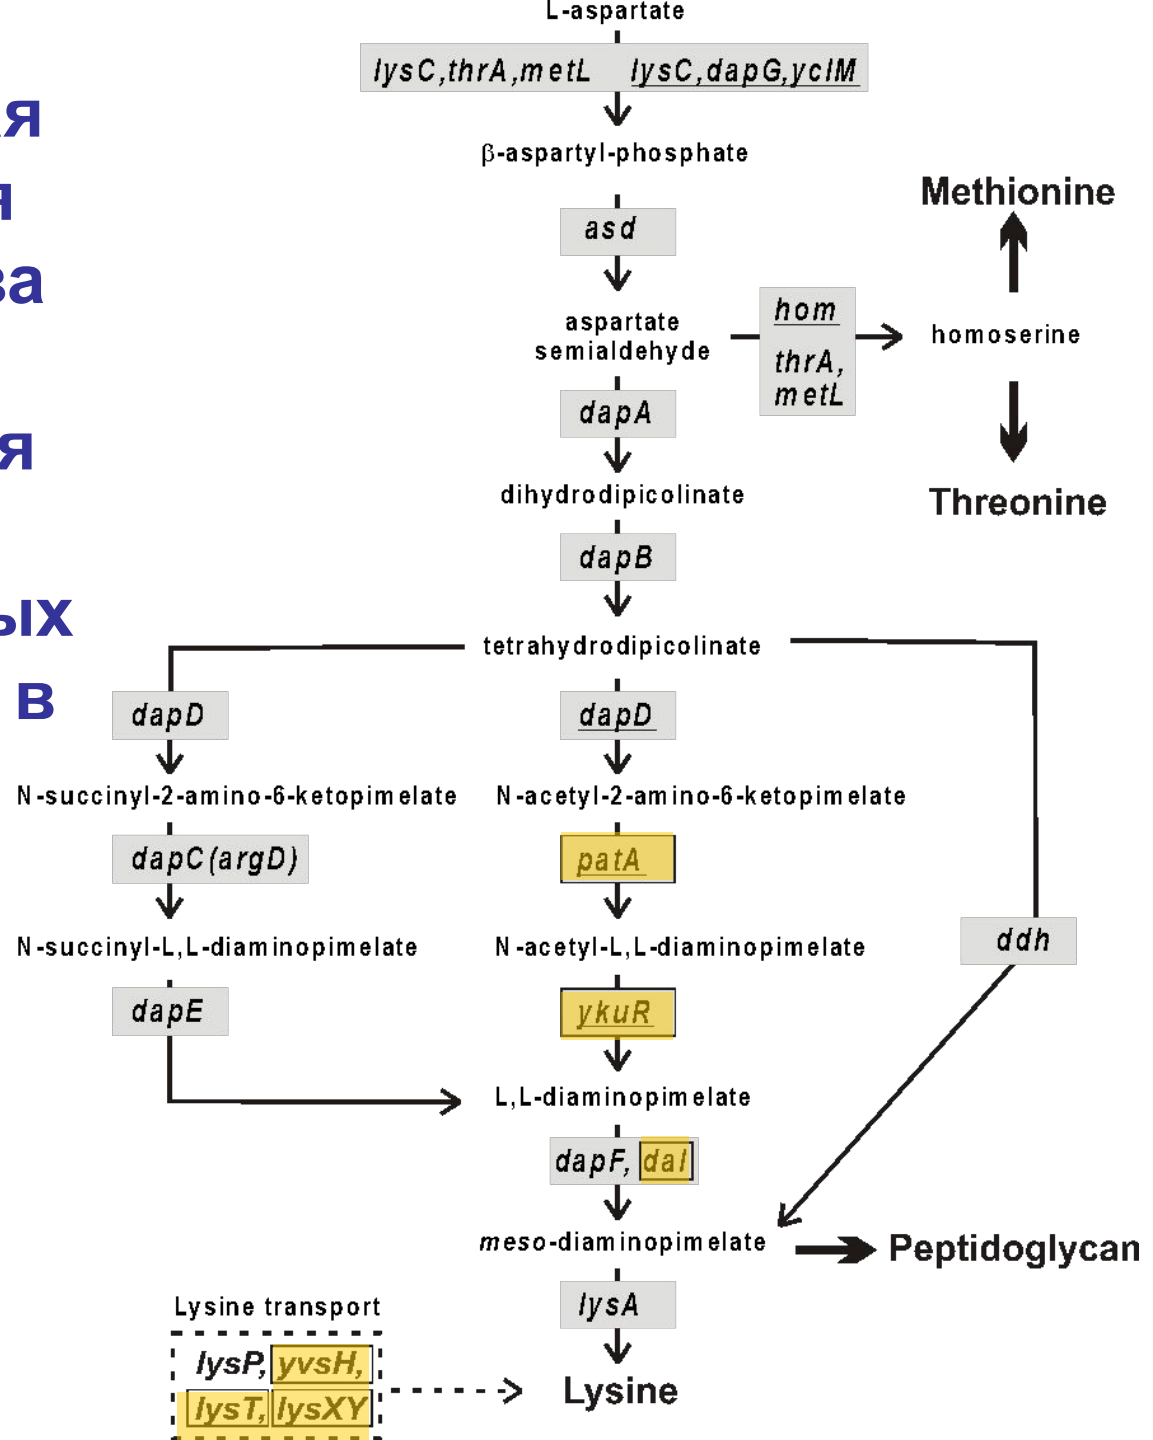 L-aspartate
lysC,thrA,metL lysC,dapG,yclM
β-aspartyl-phosphate
asd
Methionine
aspartate
semialdehyde
hom
thrA,
metL
homoserine
Threonine
dapA
dihydrodipicolinate
dapB
tetrahydrodipicolinate
dapD
dapD
N-succinyl-2-amino-6-ketopimelate
N-acetyl-2-amino-6-ketopimelate
dapC(argD)
patA
N-succinyl-L,L-diaminopimelate
N-acetyl-L,L-diaminopimelate
ddh
dapE
ykuR
L,L-diaminopimelate
dapF, dal
meso-diaminopimelate
Peptidoglycan
lysA
Lysine transport
lysP, yvsH,
lysT, lysXY
Lysine
я
ва
я
ых
в